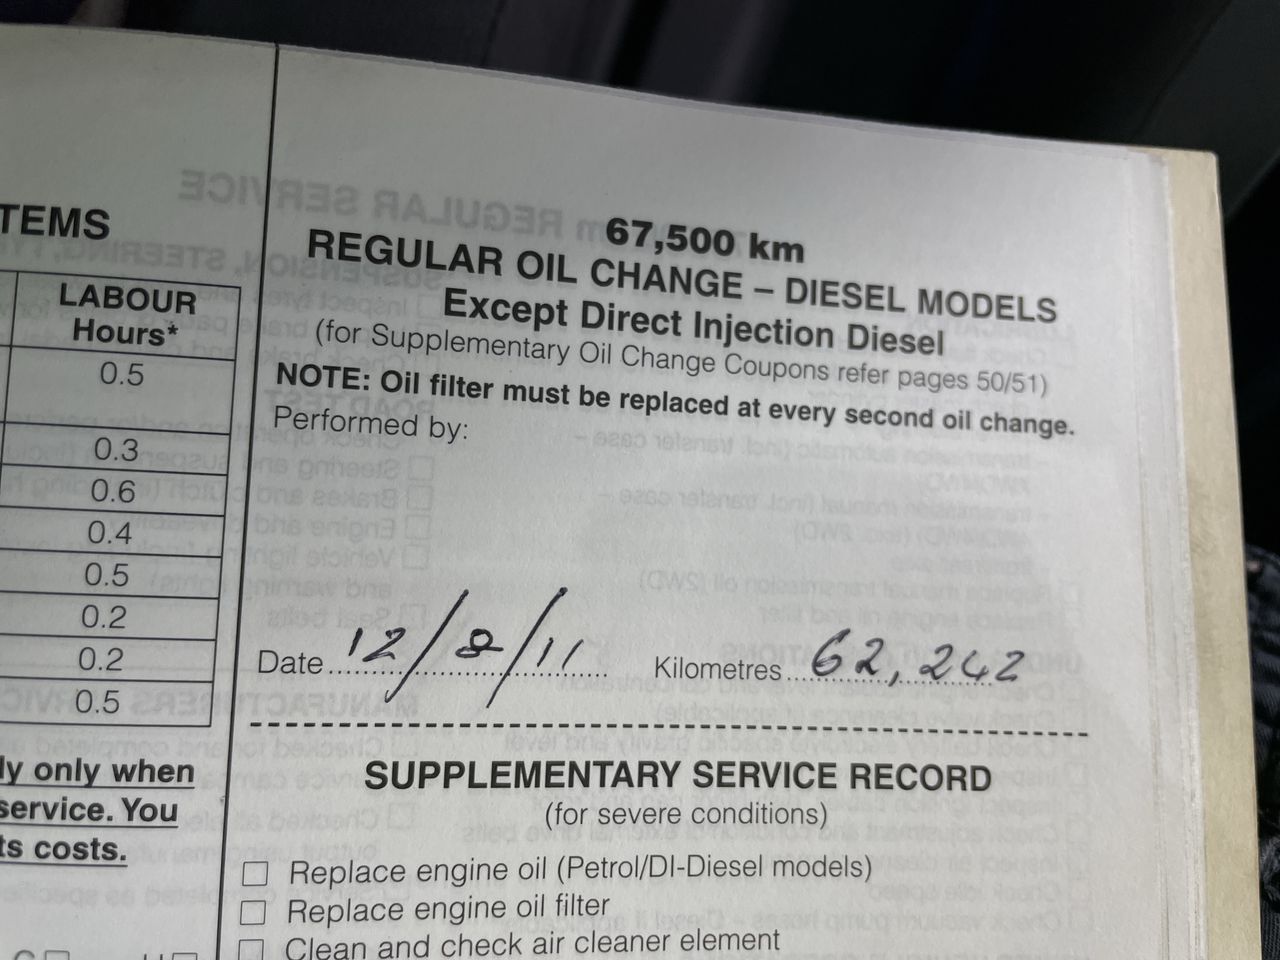 TEMS
LABOUR
Hours*
0.5
0.3
0.6
0.4
0.5
0.2
0.2
0.5
ly only when
service. You
ts costs.
67,500 km
REGULAR OIL CHANGE – DIESEL MODELS
Except Direct Injection Diesel
(for Supplementary Oil Change Coupons refer pages 50/51)
NOTE: Oil filter must be replaced at every second oil change.
Performed by:
Date 12/8/11 Kilometres 62,242
SUPPLEMENTARY SERVICE RECORD
(for severe conditions)
Replace engine oil (Petrol/DI-Diesel models)
Replace engine oil filter
Clean and check air cleaner element